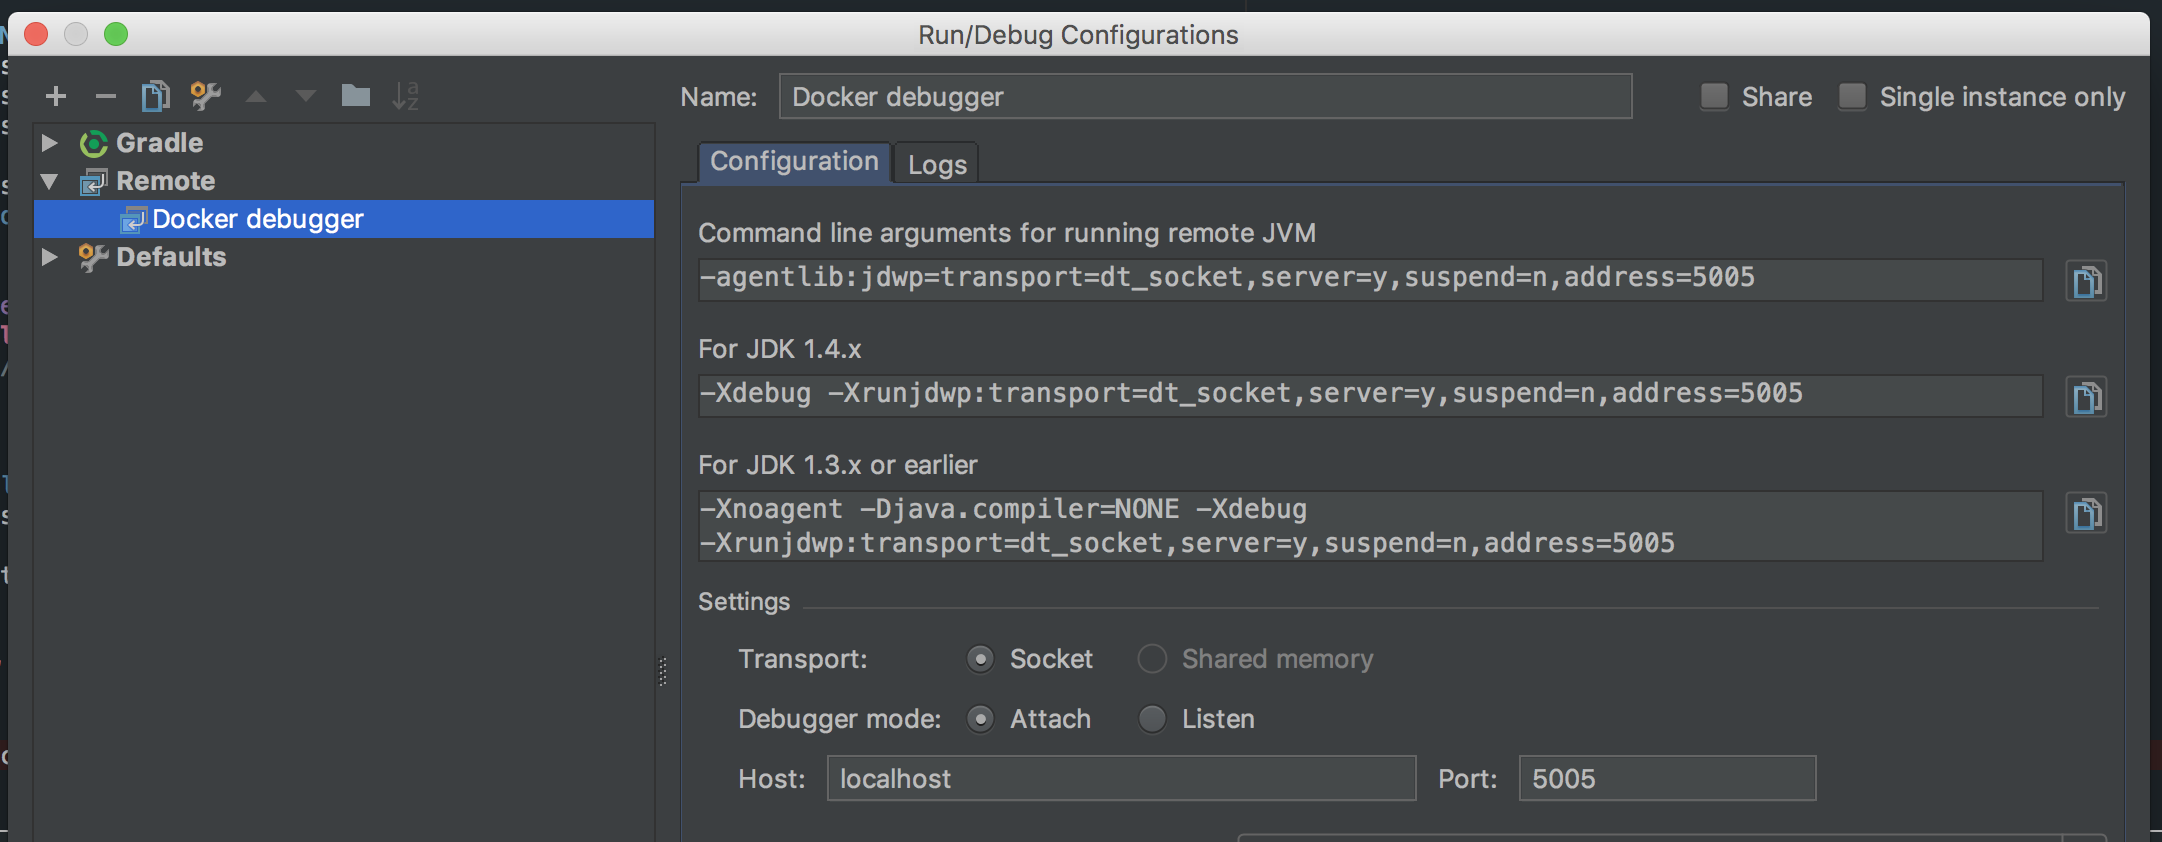 Run/Debug Configurations
Name: Docker debugger Share Single instance only
Gradle
Remote
Docker debugger
Defaults
Configuration Logs
Command line arguments for running remote JVM
-agentlib:jdwp=transport=dt_socket,server=y,suspend=n,address=5005
For JDK 1.4.x
-Xdebug -Xrunjdwp:transport=dt_socket,server=y,suspend=n,address=5005
For JDK 1.3.x or earlier
-Xnoagent -Djava.compiler=NONE -Xdebug
-Xrunjdwp:transport=dt_socket,server=y,suspend=n,address=5005
Settings
Transport: Socket Shared memory
Debugger mode: Attach Listen
Host: localhost Port: 5005